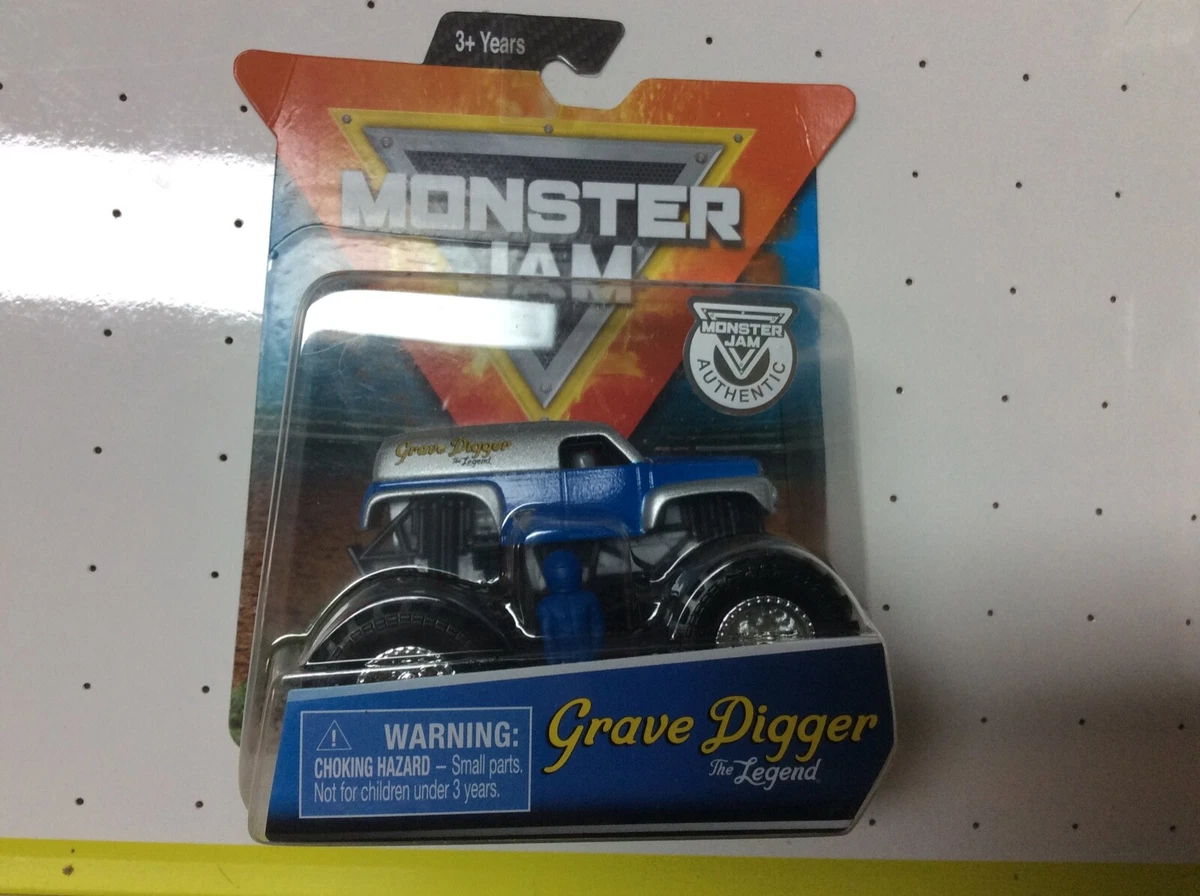 3+ Years
MONSTER
JAM
MONSTER
JAM
AUTHENTIC
Grave Digger
The Legend
WARNING:
CHOKING HAZARD – Small parts.
Not for children under 3 years.
Grave Digger
The Legend